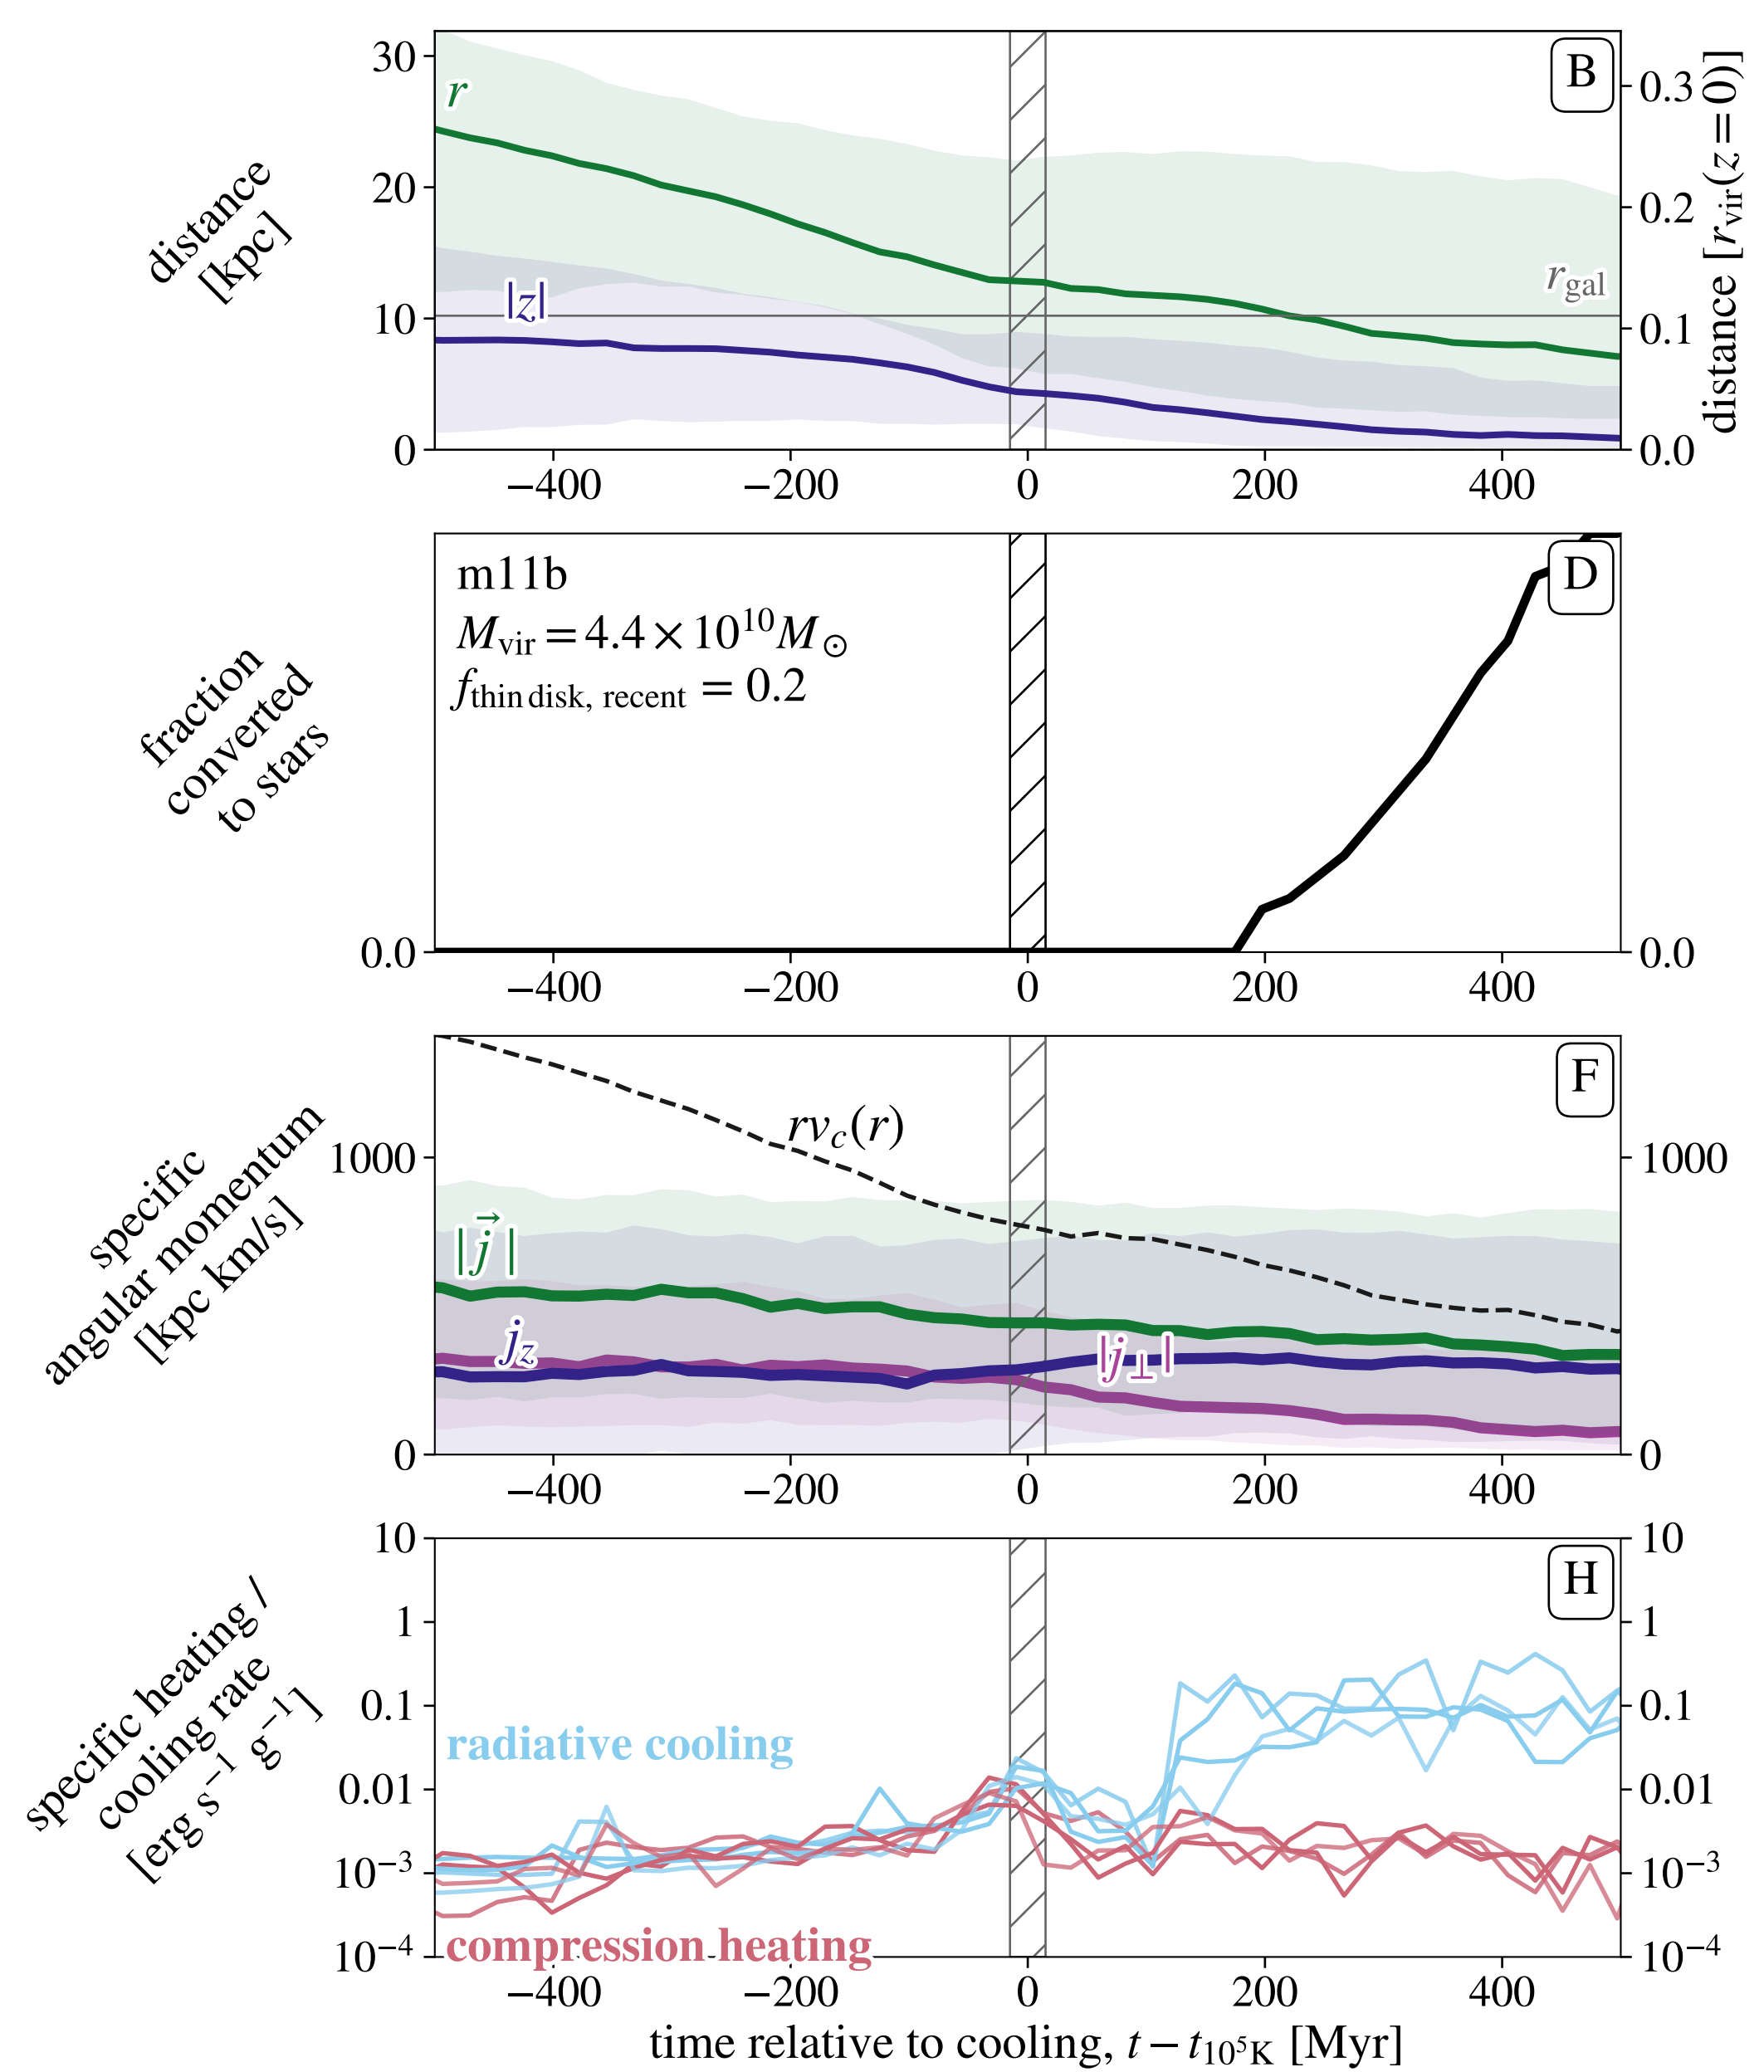 B
distance
[kpc]
30
20
10
0
r
|z|
r_gal
0.3
0.2
0.1
0.0
distance [r_vir(z=0)]
−400 −200 0 200 400
D
m11b
M_vir = 4.4 × 10^10 M_⊙
f_thin disk, recent = 0.2
fraction
converted
to stars
0.0 0.0
−400 −200 0 200 400
F
rv_c(r)
specific
angular momentum
[kpc km/s]
1000 1000
|j⃗|
j_z
|j_⊥|
0 0
−400 −200 0 200 400
H
specific heating /
cooling rate
[erg s^−1 g^−1]
10 10
1 1
0.1 0.1
radiative cooling
0.01 0.01
10^−3 10^−3
compression heating
10^−4 10^−4
−400 −200 0 200 400
time relative to cooling, t − t_10^5K [Myr]